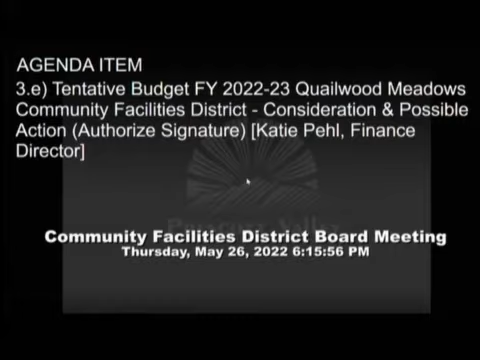 AGENDA ITEM
3.e) Tentative Budget FY 2022-23 Quailwood Meadows
Community Facilities District - Consideration & Possible
Action (Authorize Signature) [Katie Pehl, Finance
Director]
Community Facilities District Board Meeting
Thursday, May 26, 2022 6:15:56 PM